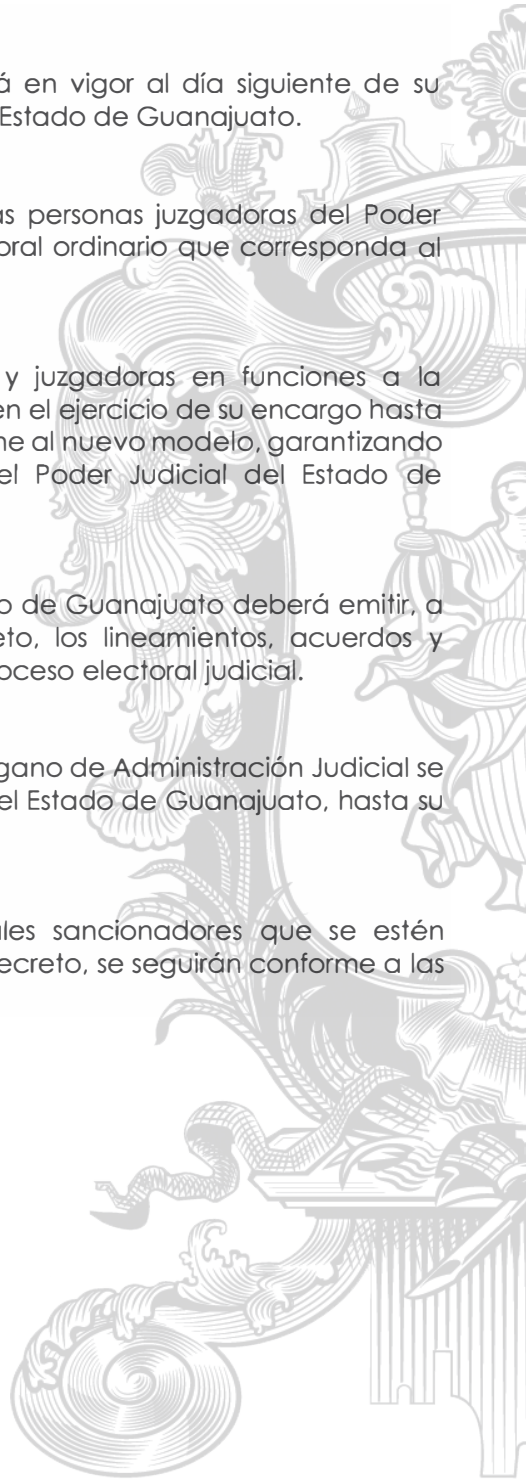 á en vigor al día siguiente de su
Estado de Guanajuato.
as personas juzgadoras del Poder
oral ordinario que corresponda al
y juzgadoras en funciones a la
en el ejercicio de su encargo hasta
ne al nuevo modelo, garantizando
el Poder Judicial del Estado de
o de Guanajuato deberá emitir, a
eto, los lineamientos, acuerdos y
oceso electoral judicial.
gano de Administración Judicial se
el Estado de Guanajuato, hasta su
ales sancionadores que se estén
ecreto, se seguirán conforme a las